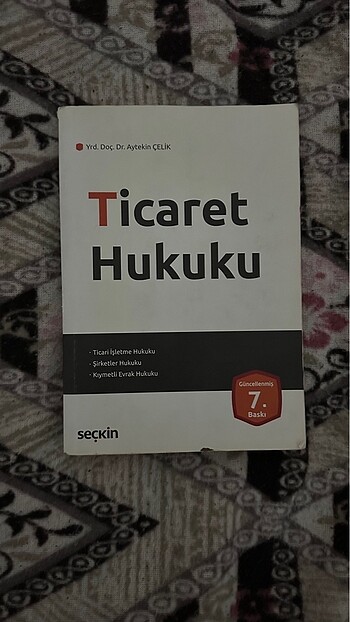 Yrd. Doç. Dr. Aytekin ÇELİK
Ticaret
Hukuku
- Ticari İşletme Hukuku
- Şirketler Hukuku
- Kıymetli Evrak Hukuku
Güncellenmiş
7.
Baskı
seçkin